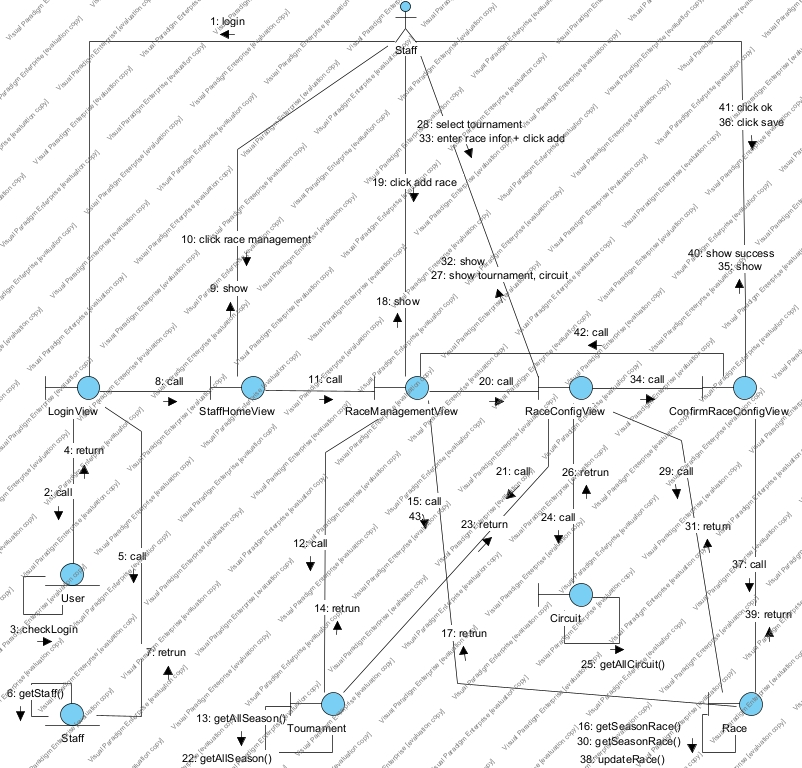 1: login
Staff
41: click ok
36: click save
28: select tournament
33: enter race infor + click add
19: click add race
10: click race management
40: show success
35: show
32: show
27: show tournament, circuit
9: show
18: show
42: call
8: call
11: call
20: call
34: call
LoginView
StaffHomeView
RaceManagementView
RaceConfigView
ConfirmRaceConfigView
4: return
21: call
26: retrun
29: call
2: call
15: call
43:
23: return
24: call
31: return
12: call
5: call
37: call
User
14: retrun
Circuit
39: return
3: checkLogin
17: retrun
7: retrun
25: getAllCircuit()
6: getStaff()
13: getAllSeason()
Tournament
Staff
16: getSeasonRace()
Race
30: getSeasonRace()
22: getAllSeason()
38: updateRace()
Visual Paradigm Enterprise [evaluation copy]